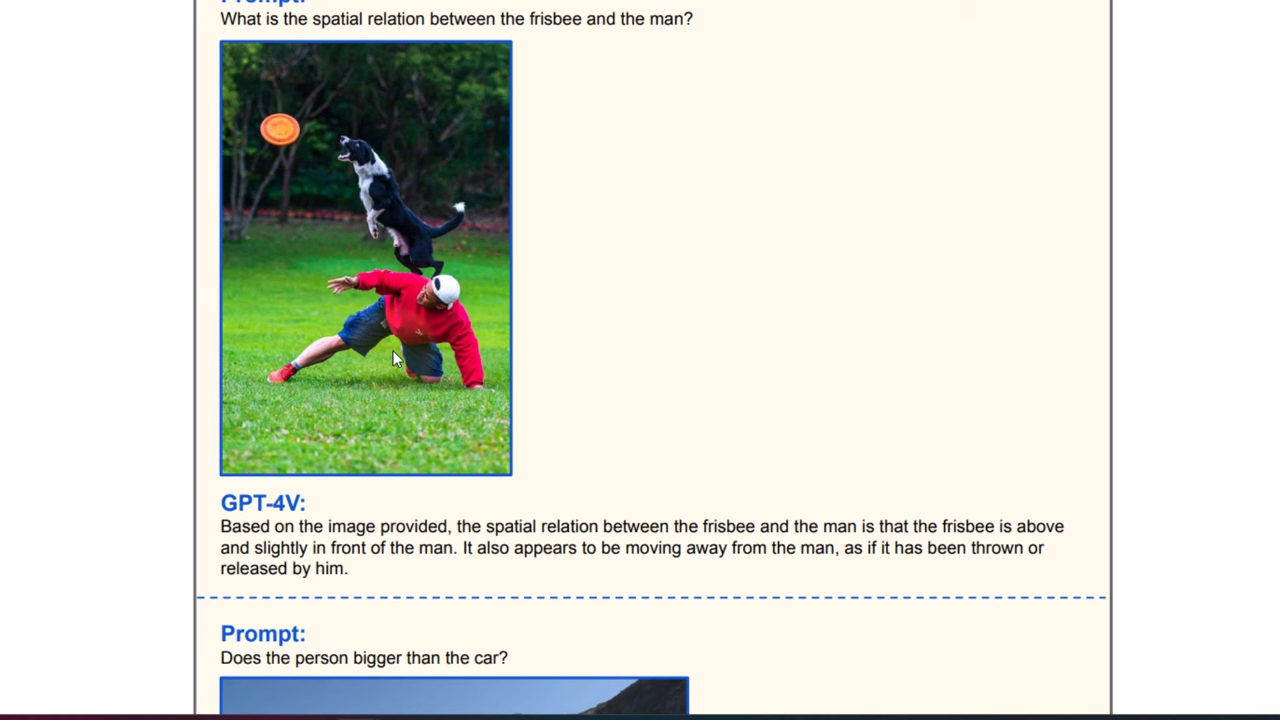 Prompt:
What is the spatial relation between the frisbee and the man?
GPT-4V:
Based on the image provided, the spatial relation between the frisbee and the man is that the frisbee is above
and slightly in front of the man. It also appears to be moving away from the man, as if it has been thrown or
released by him.
Prompt:
Does the person bigger than the car?